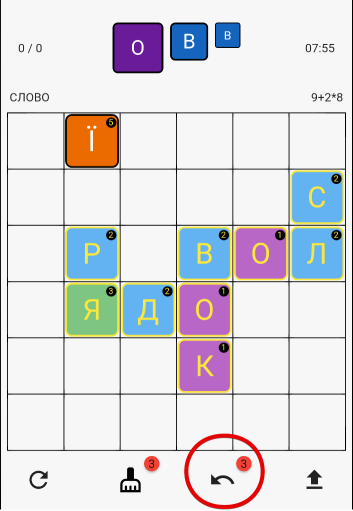 0 / 0 О В В 07:55
СЛОВО 9+2*8
Ї 5
С 2
Р 2 В 2 О 1 Л 2
Я 3 Д 2 О 1
К 1
3 3